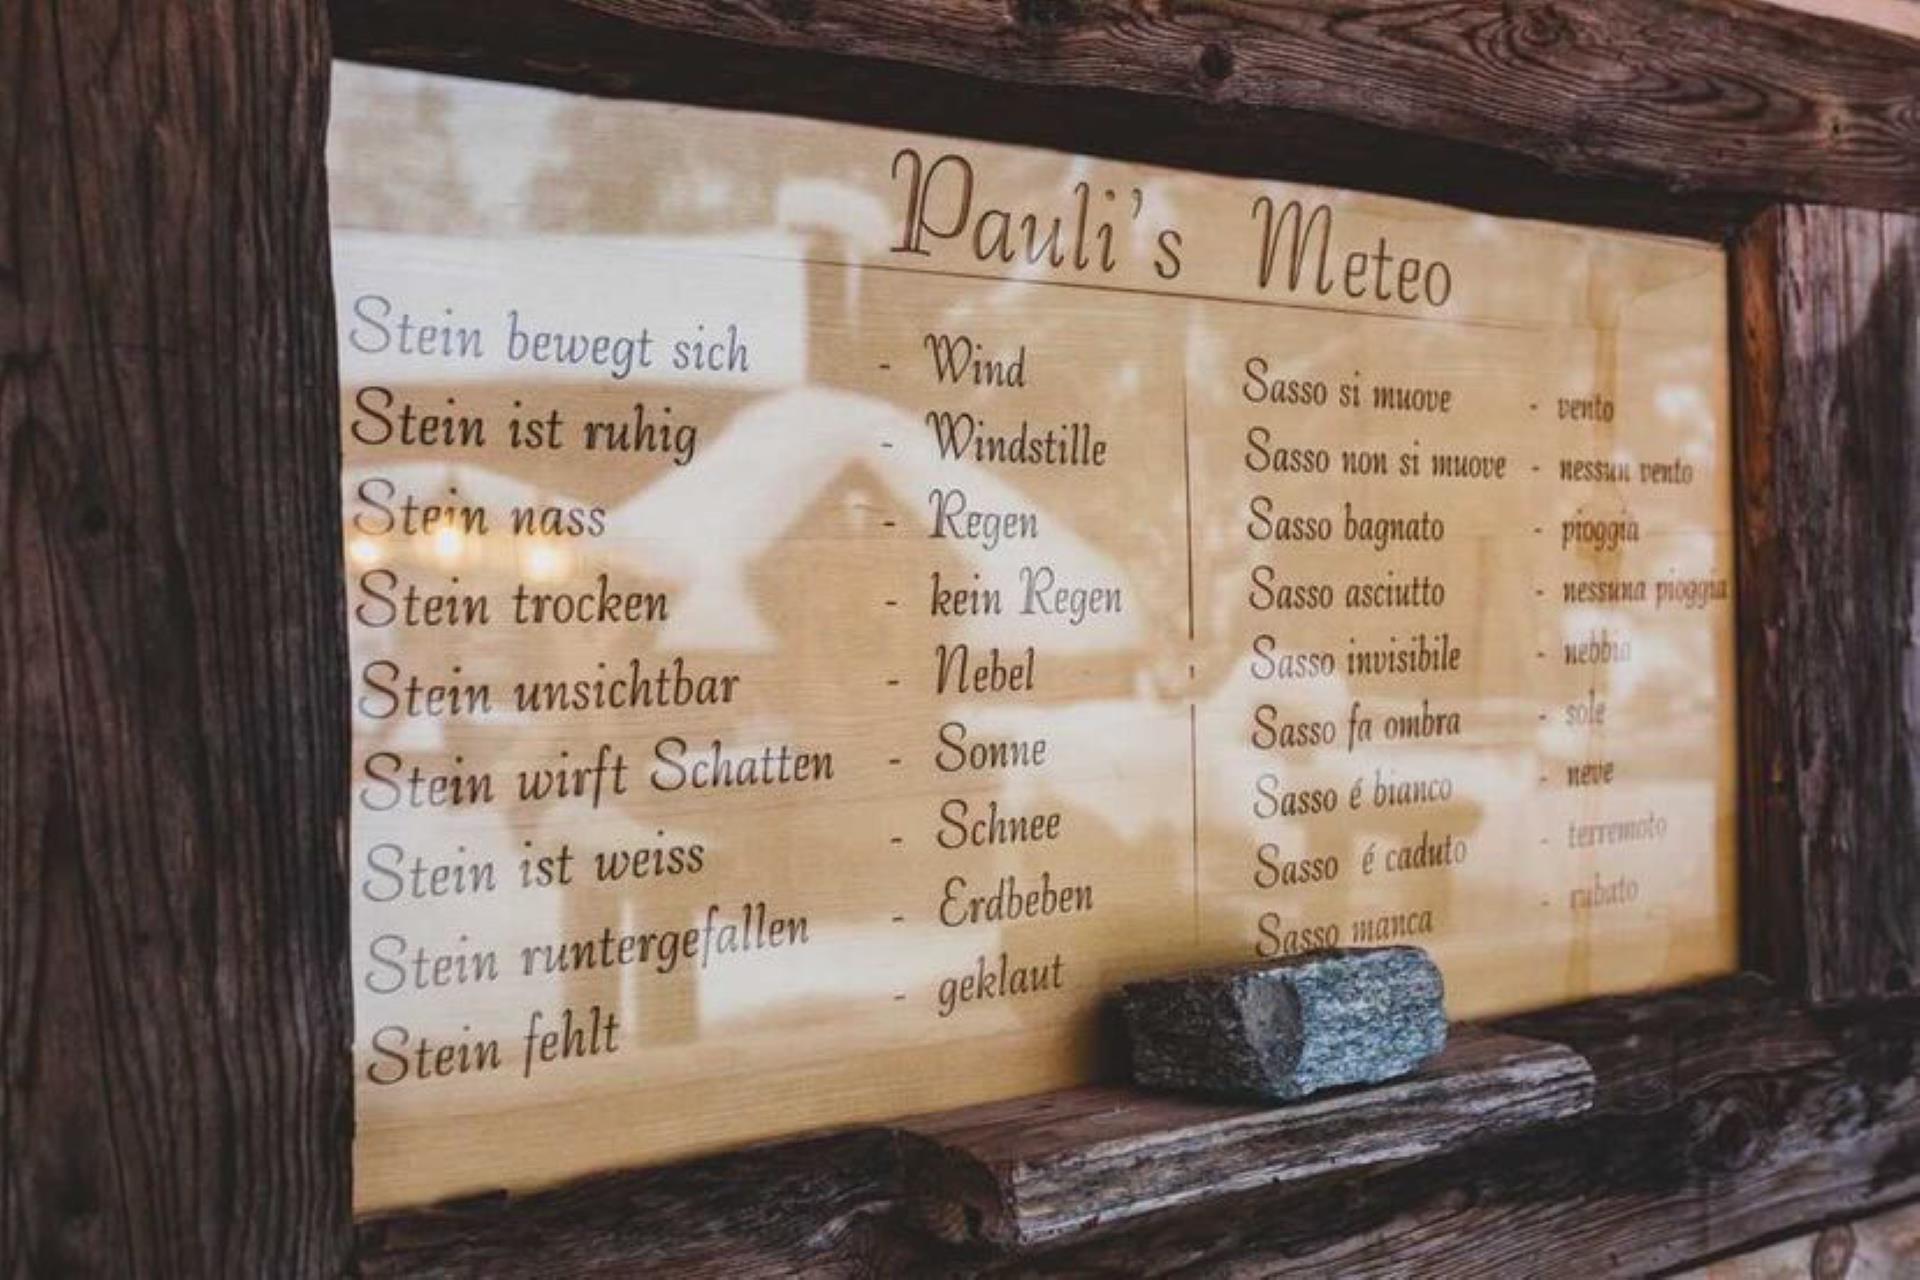 Pauli's Meteo
Stein bewegt sich - Wind
Stein ist ruhig - Windstille
Stein nass - Regen
Stein trocken - kein Regen
Stein unsichtbar - Nebel
Stein wirft Schatten - Sonne
Stein ist weiss - Schnee
Stein runtergefallen - Erdbeben
Stein fehlt - geklaut
Sasso si muove - vento
Sasso non si muove - nessun vento
Sasso bagnato - pioggia
Sasso asciutto - nessuna pioggia
Sasso invisibile - nebbia
Sasso fa ombra - sole
Sasso é bianco - neve
Sasso é caduto - terremoto
Sasso manca - rubato